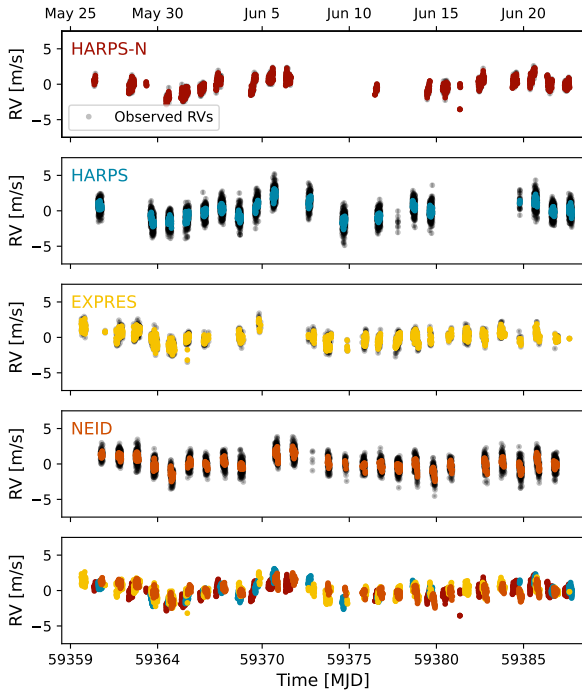 May 25 May 30 Jun 5 Jun 10 Jun 15 Jun 20
RV [m/s]
5
0
−5
HARPS-N
Observed RVs
RV [m/s]
5
0
−5
HARPS
RV [m/s]
5
0
−5
EXPRES
RV [m/s]
5
0
−5
NEID
RV [m/s]
5
0
−5
59359 59364 59370 59375 59380 59385
Time [MJD]